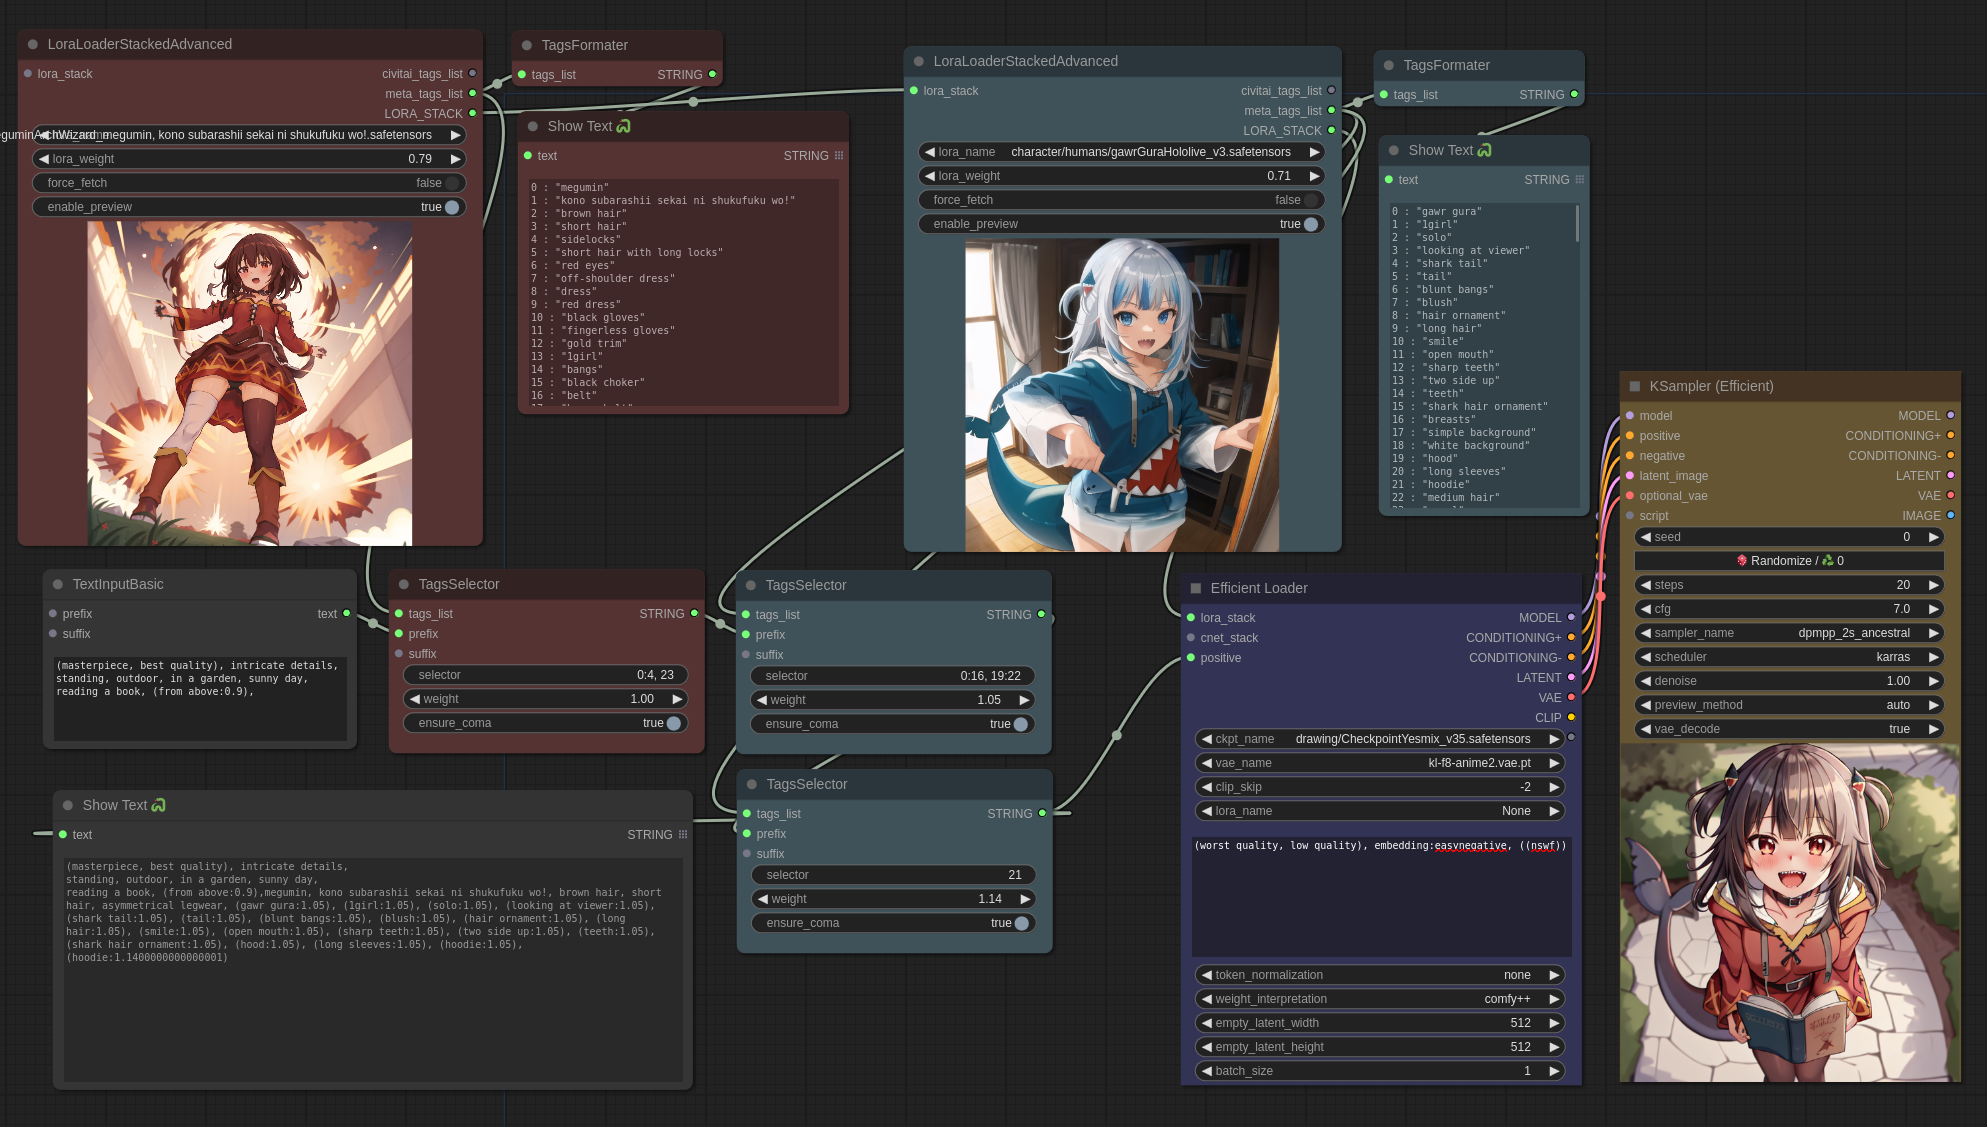 LoraLoaderStackedAdvanced
lora_stack
civitai_tags_list
meta_tags_list
LORA_STACK
megumin, kono subarashii sekai ni shukufuku wo!.safetensors
lora_weight 0.79
force_fetch false
enable_preview true
TagsFormater
tags_list STRING
Show Text
text STRING
0 : "megumin"
1 : "kono subarashii sekai ni shukufuku wo!"
2 : "brown hair"
3 : "short hair"
4 : "sidelocks"
5 : "short hair with long locks"
6 : "red eyes"
7 : "off-shoulder dress"
8 : "dress"
9 : "red dress"
10 : "black gloves"
11 : "fingerless gloves"
12 : "gold trim"
13 : "1girl"
14 : "bangs"
15 : "black choker"
16 : "belt"
LoraLoaderStackedAdvanced
lora_stack
civitai_tags_list
meta_tags_list
LORA_STACK
lora_name character/humans/gawrGuraHololive_v3.safetensors
lora_weight 0.71
force_fetch false
enable_preview true
TagsFormater
tags_list STRING
Show Text
text STRING
0 : "gawr gura"
1 : "1girl"
2 : "solo"
3 : "looking at viewer"
4 : "shark tail"
5 : "tail"
6 : "blunt bangs"
7 : "blush"
8 : "hair ornament"
9 : "long hair"
10 : "smile"
11 : "open mouth"
12 : "sharp teeth"
13 : "two side up"
14 : "teeth"
15 : "shark hair ornament"
16 : "breasts"
17 : "simple background"
18 : "white background"
19 : "hood"
20 : "long sleeves"
21 : "hoodie"
22 : "medium hair"
TextInputBasic
prefix text
suffix
(masterpiece, best quality), intricate details,
standing, outdoor, in a garden, sunny day,
reading a book, (from above:0.9),
TagsSelector
tags_list STRING
prefix
suffix
selector 0:4, 23
weight 1.00
ensure_coma true
TagsSelector
tags_list STRING
prefix
suffix
selector 0:16, 19:22
weight 1.05
ensure_coma true
TagsSelector
tags_list STRING
prefix
suffix
selector 21
weight 1.14
ensure_coma true
Show Text
text STRING
(masterpiece, best quality), intricate details,
standing, outdoor, in a garden, sunny day,
reading a book, (from above:0.9),megumin, kono subarashii sekai ni shukufuku wo!, brown hair, short
hair, asymmetrical legwear, (gawr gura:1.05), (1girl:1.05), (solo:1.05), (looking at viewer:1.05),
(shark tail:1.05), (tail:1.05), (blunt bangs:1.05), (blush:1.05), (hair ornament:1.05), (long
hair:1.05), (smile:1.05), (open mouth:1.05), (sharp teeth:1.05), (two side up:1.05), (teeth:1.05),
(shark hair ornament:1.05), (hood:1.05), (long sleeves:1.05), (hoodie:1.05),
(hoodie:1.1400000000000001)
Efficient Loader
lora_stack MODEL
cnet_stack CONDITIONING+
positive CONDITIONING-
LATENT
VAE
CLIP
ckpt_name drawing/CheckpointYesmix_v35.safetensors
vae_name kl-f8-anime2.vae.pt
clip_skip -2
lora_name None
(worst quality, low quality), embedding:easynegative, ((nswf))
token_normalization none
weight_interpretation comfy++
empty_latent_width 512
empty_latent_height 512
batch_size 1
KSampler (Efficient)
model MODEL
positive CONDITIONING+
negative CONDITIONING-
latent_image LATENT
optional_vae VAE
script IMAGE
seed 0
Randomize / 0
steps 20
cfg 7.0
sampler_name dpmpp_2s_ancestral
scheduler karras
denoise 1.00
preview_method auto
vae_decode true